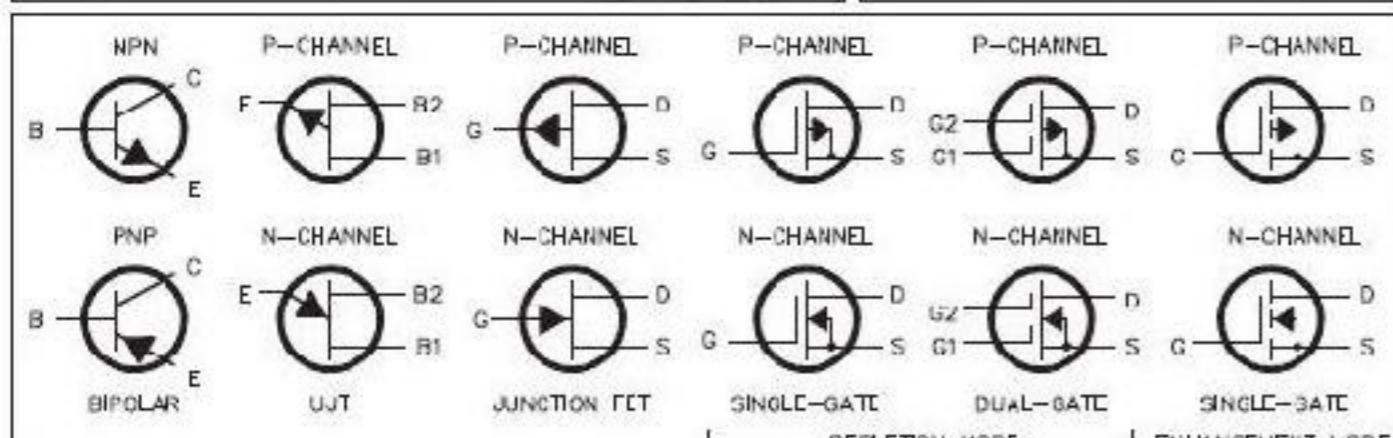 NPN P-CHANNEL P-CHANNEL P-CHANNEL P-CHANNEL P-CHANNEL
C
B
E
E B2
B1
G D
S
G D
S
G2 D
G1 S
G D
S
PNP N-CHANNEL N-CHANNEL N-CHANNEL N-CHANNEL N-CHANNEL
C
B
E
E B2
B1
G D
S
G D
S
G2 D
G1 S
G D
S
BIPOLAR UJT JUNCTION FET SINGLE-GATE DUAL-GATE SINGLE-GATE